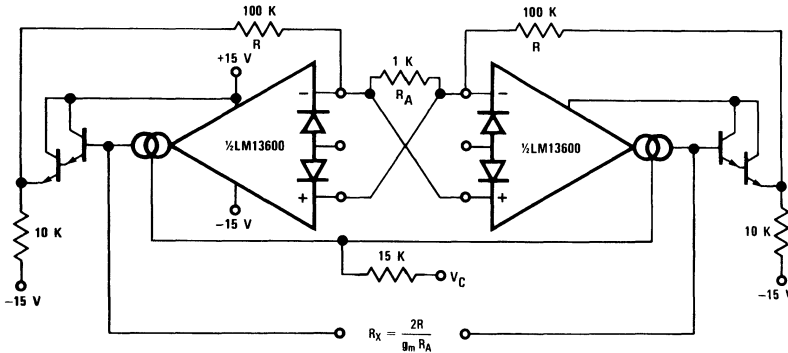 100 K
R
100 K
R
+15 V
1 K
R_A
−
−
½LM13600
½LM13600
+
+
−15 V
10 K
10 K
15 K
V_C
−15 V
−15 V
R_X = 2R / g_m R_A